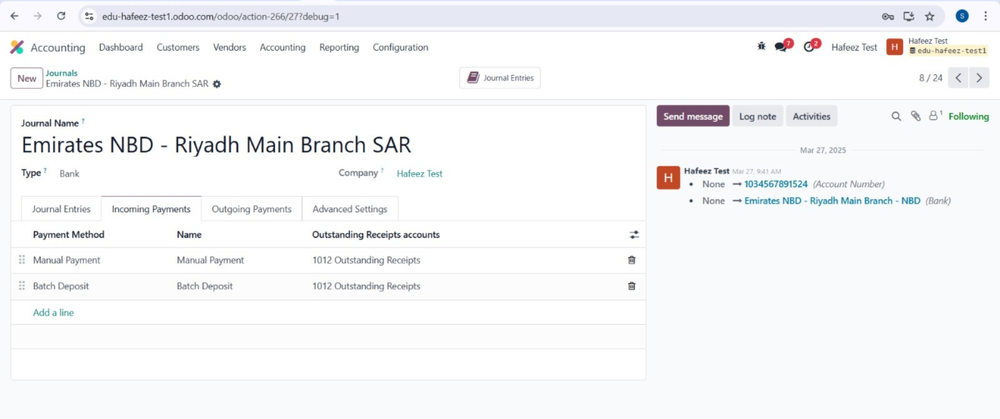 edu-hafeez-test1.odoo.com/odoo/action-266/27?debug=1
S
Accounting Dashboard Customers Vendors Accounting Reporting Configuration
7 2 Hafeez Test H Hafeez Test
edu-hafeez-test1
New Journals
Emirates NBD - Riyadh Main Branch SAR
Journal Entries
8 / 24
Journal Name ?
Emirates NBD - Riyadh Main Branch SAR
Type ? Bank Company ? Hafeez Test
Journal Entries Incoming Payments Outgoing Payments Advanced Settings
Payment Method Name Outstanding Receipts accounts
Manual Payment Manual Payment 1012 Outstanding Receipts
Batch Deposit Batch Deposit 1012 Outstanding Receipts
Add a line
Send message Log note Activities 1 Following
Mar 27, 2025
H Hafeez Test Mar 27, 9:41 AM
• None → 1034567891524 (Account Number)
• None → Emirates NBD - Riyadh Main Branch - NBD (Bank)